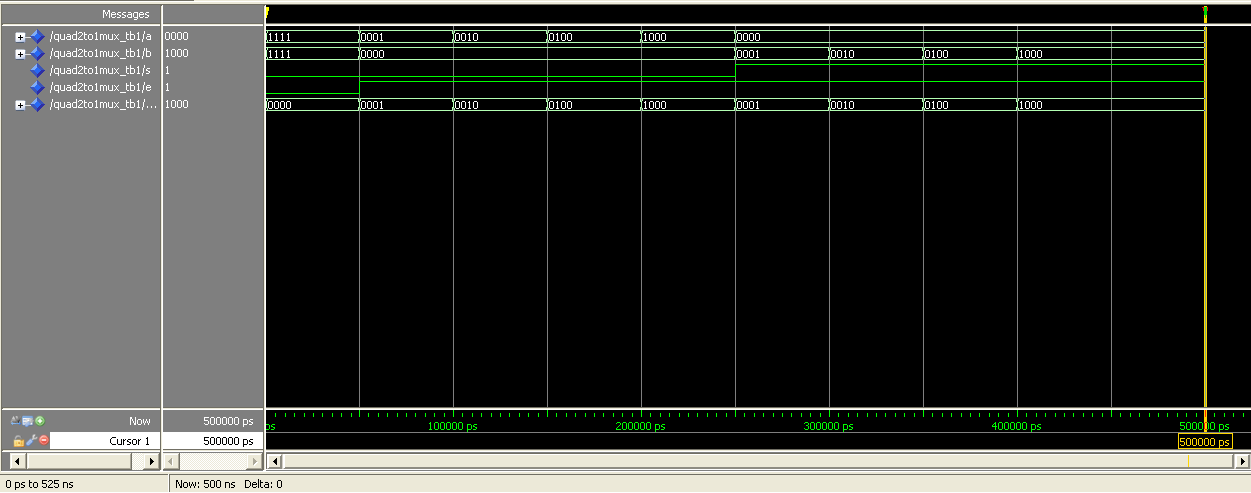 Messages
/quad2to1mux_tb1/a 0000 1111 0001 0010 0100 1000 0000
/quad2to1mux_tb1/b 1000 1111 0000 0001 0010 0100 1000
/quad2to1mux_tb1/s 1
/quad2to1mux_tb1/e 1
/quad2to1mux_tb1/... 1000 0000 0001 0010 0100 1000 0001 0010 0100 1000
Now 500000 ps ps 100000 ps 200000 ps 300000 ps 400000 ps 500000 ps
Cursor 1 500000 ps 500000 ps
0 ps to 525 ns Now: 500 ns Delta: 0